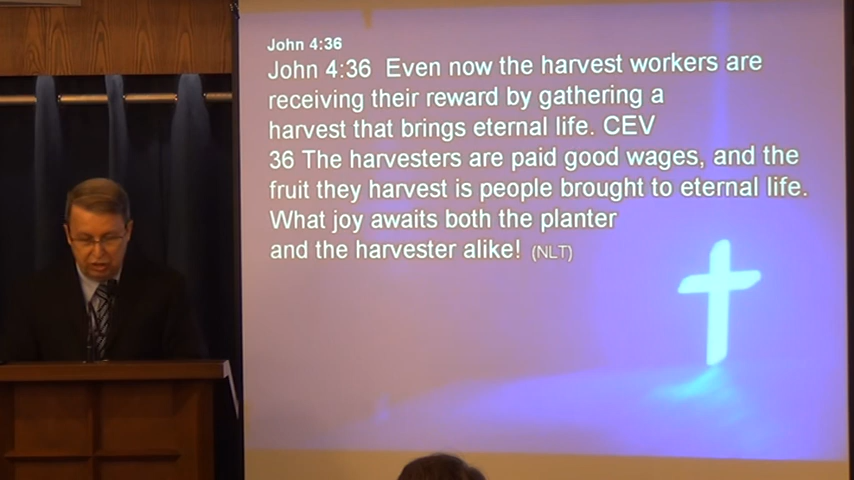 John 4:36
John 4:36 Even now the harvest workers are
receiving their reward by gathering a
harvest that brings eternal life. CEV
36 The harvesters are paid good wages, and the
fruit they harvest is people brought to eternal life.
What joy awaits both the planter
and the harvester alike! (NLT)